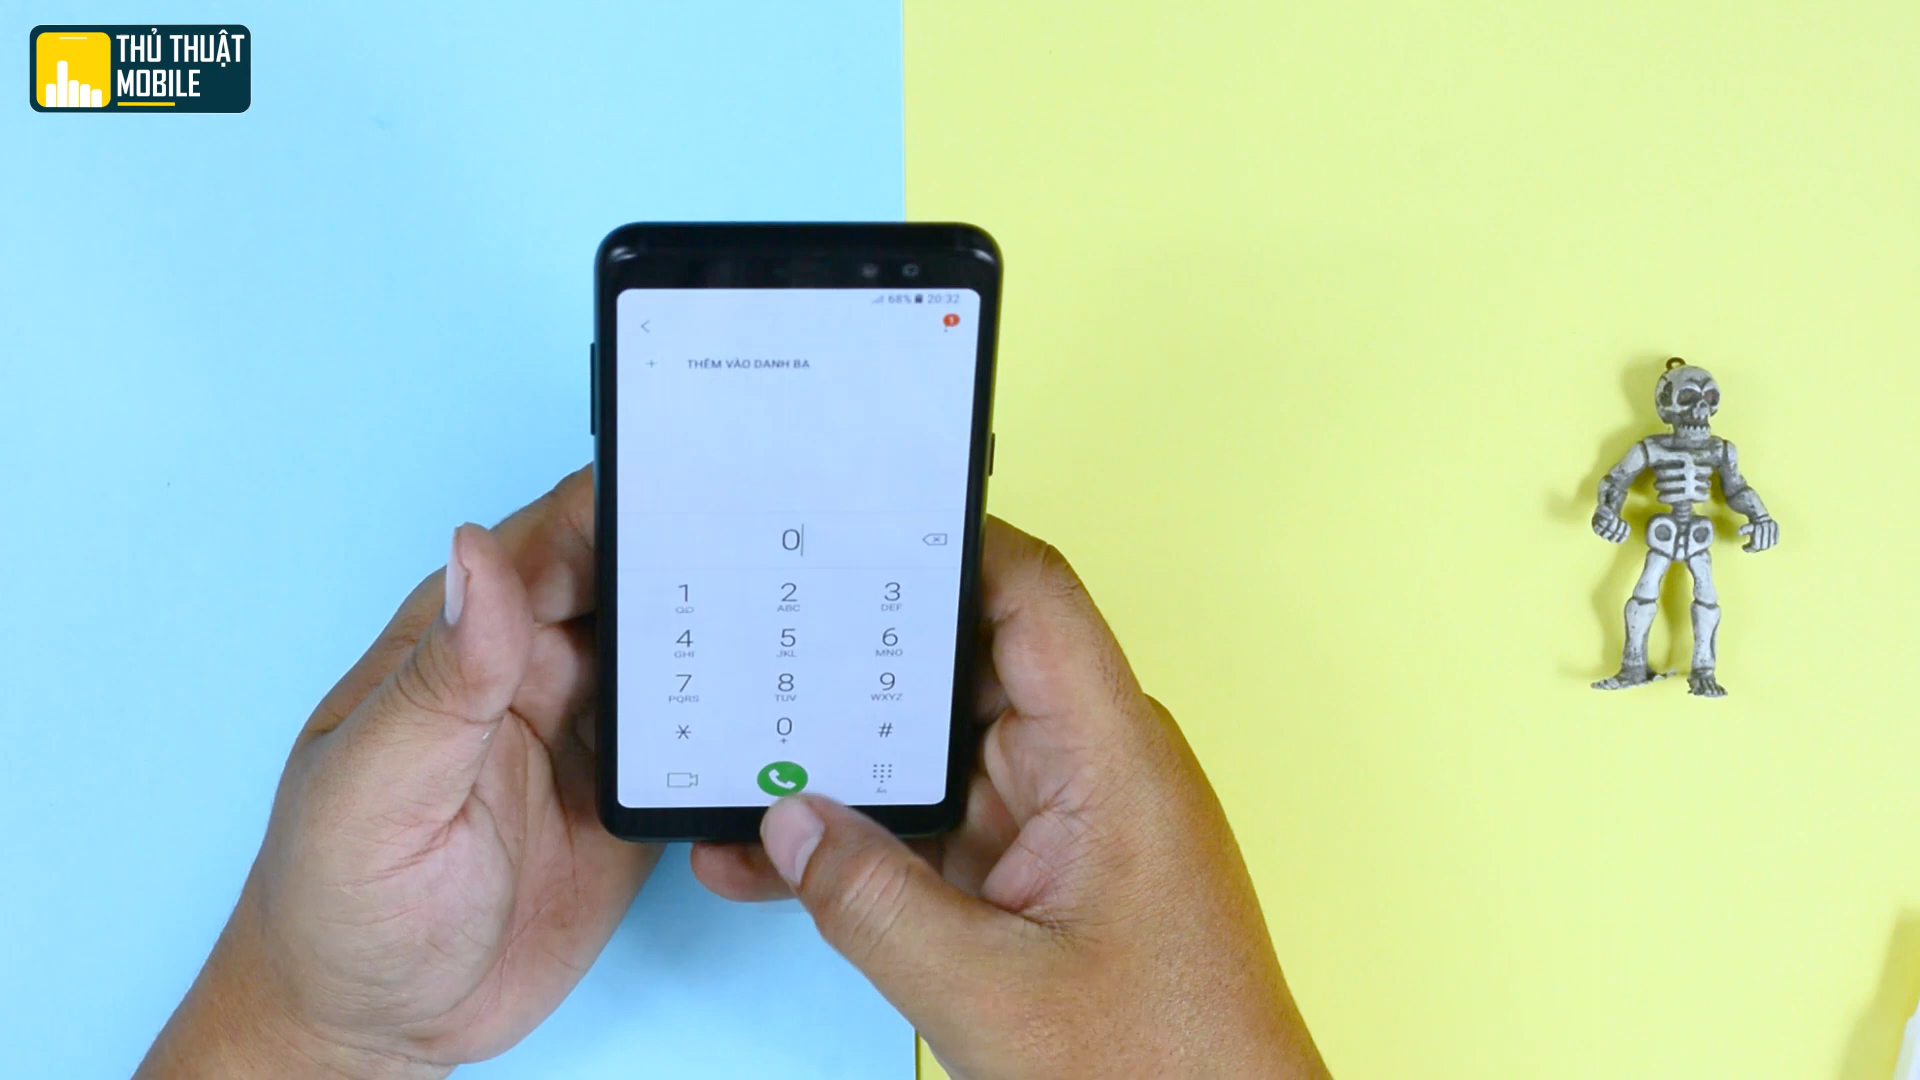 THỦ THUẬT
MOBILE
68% 20:32
1
THÊM VÀO DANH BẠ
0
1 2 3
ABC DEF
4 5 6
GHI JKL MNO
7 8 9
PQRS TUV WXYZ
* 0 #
+